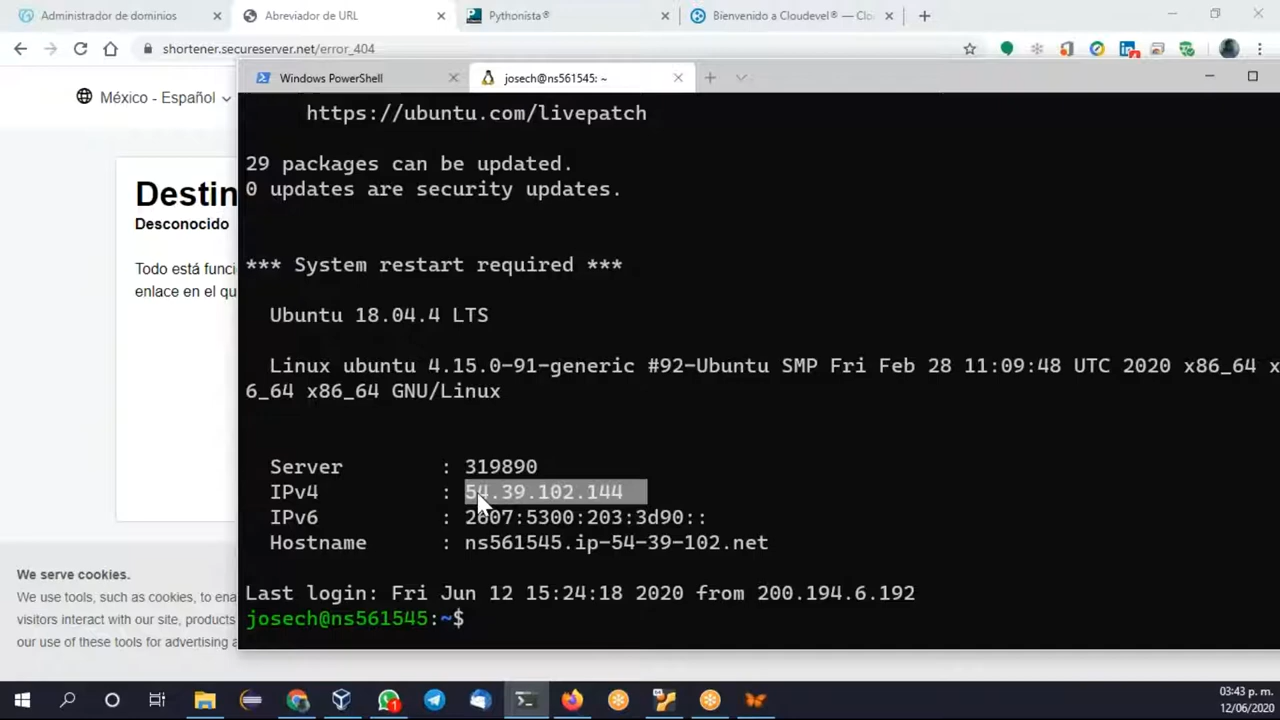 Administrador de dominios
Abreviador de URL
Pythonista®
Bienvenido a Cloudevel® — Clo
shortener.secureserver.net/error_404
Windows PowerShell
josech@ns561545: ~
México - Español
https://ubuntu.com/livepatch
29 packages can be updated.
0 updates are security updates.
Destin
Desconocido
Todo está funci
enlace en el qu
*** System restart required ***
Ubuntu 18.04.4 LTS
Linux ubuntu 4.15.0-91-generic #92-Ubuntu SMP Fri Feb 28 11:09:48 UTC 2020 x86_64 x
6_64 x86_64 GNU/Linux
Server : 319890
IPv4 : 54.39.102.144
IPv6 : 2607:5300:203:3d90::
Hostname : ns561545.ip-54-39-102.net
Last login: Fri Jun 12 15:24:18 2020 from 200.194.6.192
josech@ns561545:~$
We serve cookies.
We use tools, such as cookies, to ena
visitors interact with our site, products
our use of these tools for advertising a
1
03:43 p. m.
12/06/2020